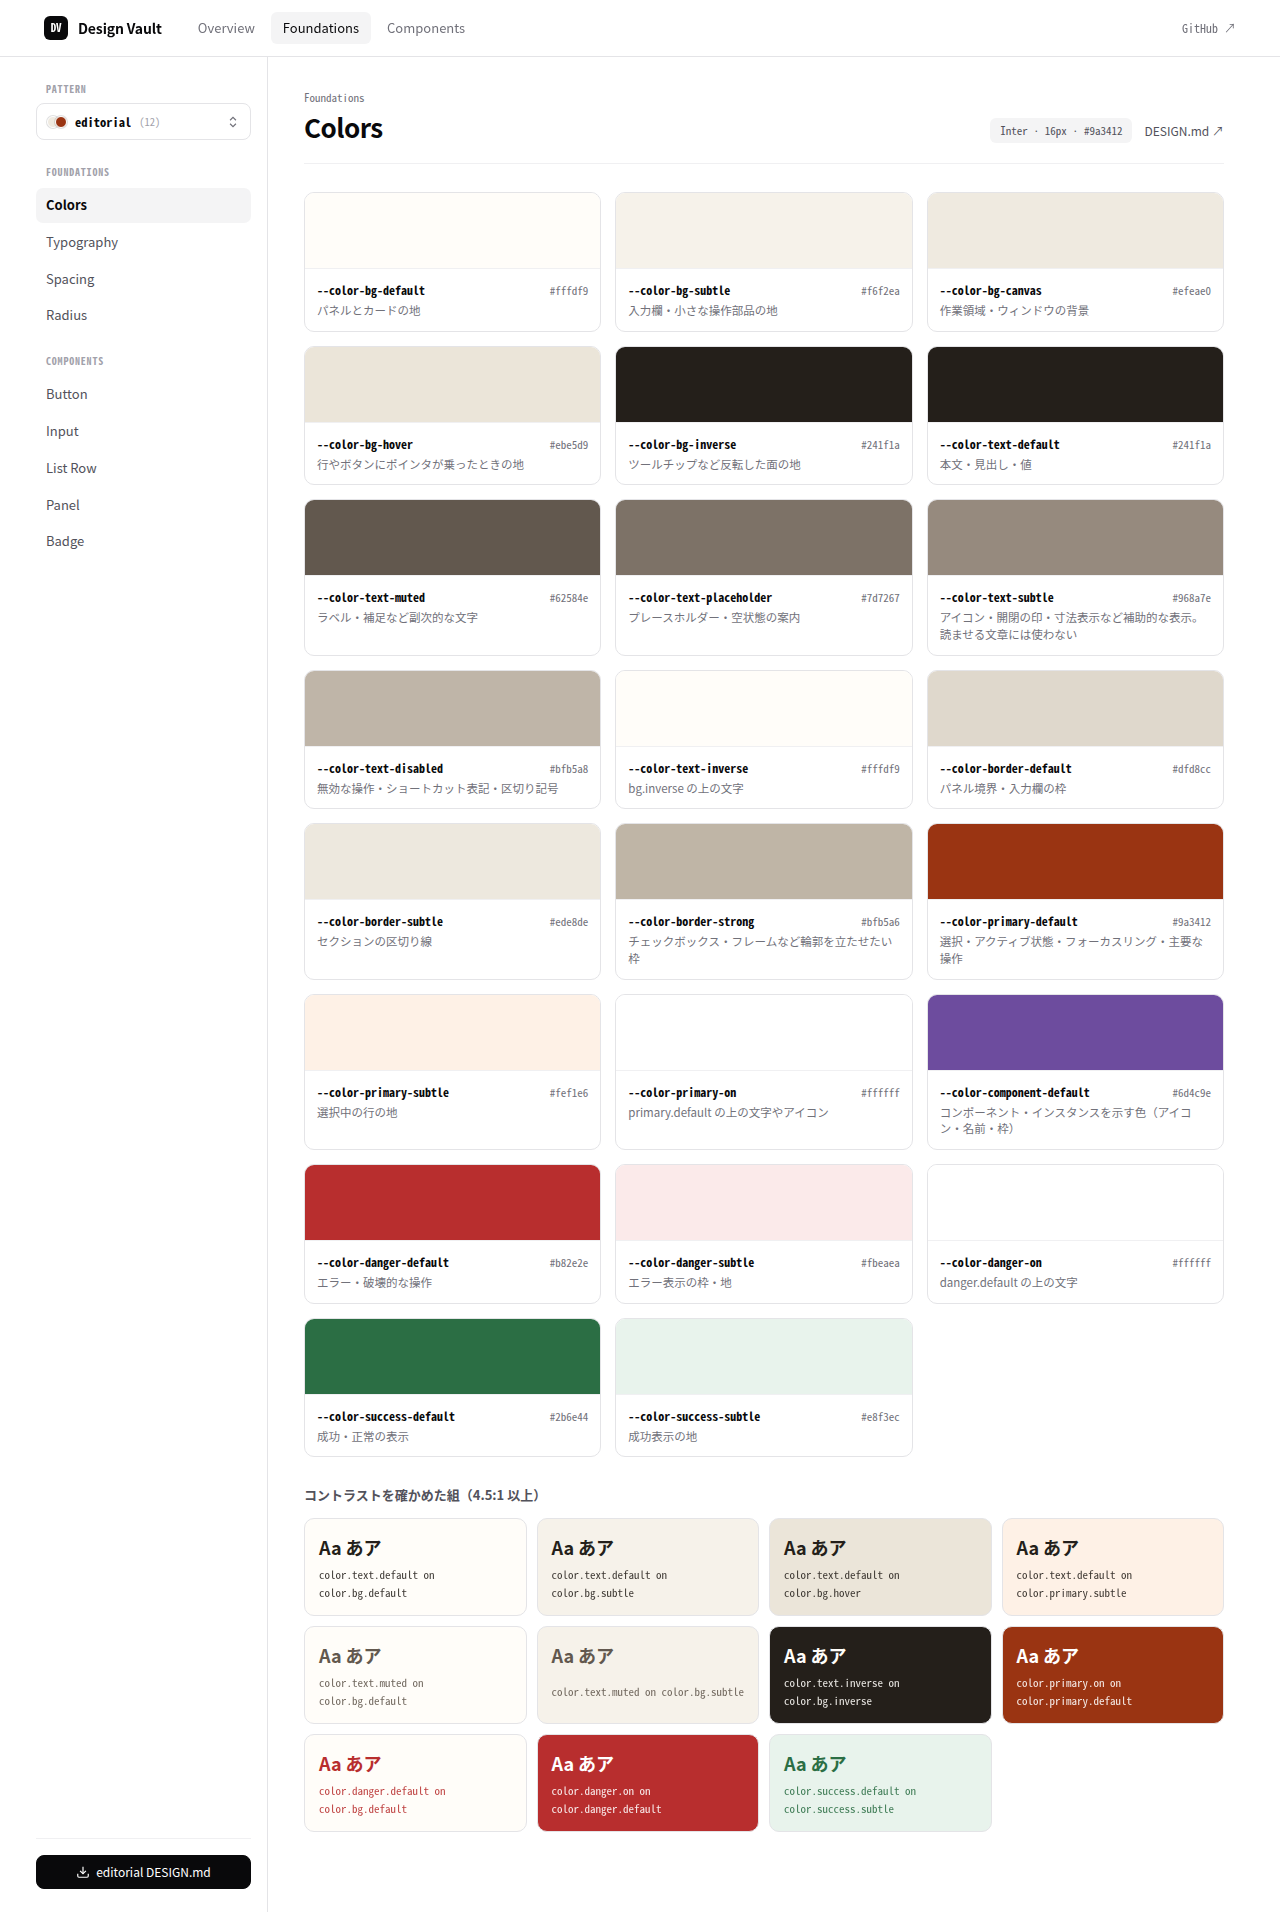 DV Design Vault Overview Foundations Components GitHub ↗
PATTERN
editorial (12)
FOUNDATIONS
Colors
Typography
Spacing
Radius
COMPONENTS
Button
Input
List Row
Panel
Badge
editorial DESIGN.md
Foundations
Colors
Inter · 16px · #9a3412 DESIGN.md ↗
--color-bg-default #fffdf9
パネルとカードの地
--color-bg-subtle #f6f2ea
入力欄・小さな操作部品の地
--color-bg-canvas #efeae0
作業領域・ウィンドウの背景
--color-bg-hover #ebe5d9
行やボタンにポインタが乗ったときの地
--color-bg-inverse #241f1a
ツールチップなど反転した面の地
--color-text-default #241f1a
本文・見出し・値
--color-text-muted #62584e
ラベル・補足など副次的な文字
--color-text-placeholder #7d7267
プレースホルダー・空状態の案内
--color-text-subtle #968a7e
アイコン・開閉の印・寸法表示など補助的な表示。
読ませる文章には使わない
--color-text-disabled #bfb5a8
無効な操作・ショートカット表記・区切り記号
--color-text-inverse #fffdf9
bg.inverse の上の文字
--color-border-default #dfd8cc
パネル境界・入力欄の枠
--color-border-subtle #ede8de
セクションの区切り線
--color-border-strong #bfb5a6
チェックボックス・フレームなど輪郭を立たせたい
枠
--color-primary-default #9a3412
選択・アクティブ状態・フォーカスリング・主要な
操作
--color-primary-subtle #fef1e6
選択中の行の地
--color-primary-on #ffffff
primary.default の上の文字やアイコン
--color-component-default #6d4c9e
コンポーネント・インスタンスを示す色（アイコ
ン・名前・枠）
--color-danger-default #b82e2e
エラー・破壊的な操作
--color-danger-subtle #fbeaea
エラー表示の枠・地
--color-danger-on #ffffff
danger.default の上の文字
--color-success-default #2b6e44
成功・正常の表示
--color-success-subtle #e8f3ec
成功表示の地
コントラストを確かめた組（4.5:1 以上）
Aa あア
color.text.default on
color.bg.default
Aa あア
color.text.default on
color.bg.subtle
Aa あア
color.text.default on
color.bg.hover
Aa あア
color.text.default on
color.primary.subtle
Aa あア
color.text.muted on
color.bg.default
Aa あア
color.text.muted on color.bg.subtle
Aa あア
color.text.inverse on
color.bg.inverse
Aa あア
color.primary.on on
color.primary.default
Aa あア
color.danger.default on
color.bg.default
Aa あア
color.danger.on on
color.danger.default
Aa あア
color.success.default on
color.success.subtle